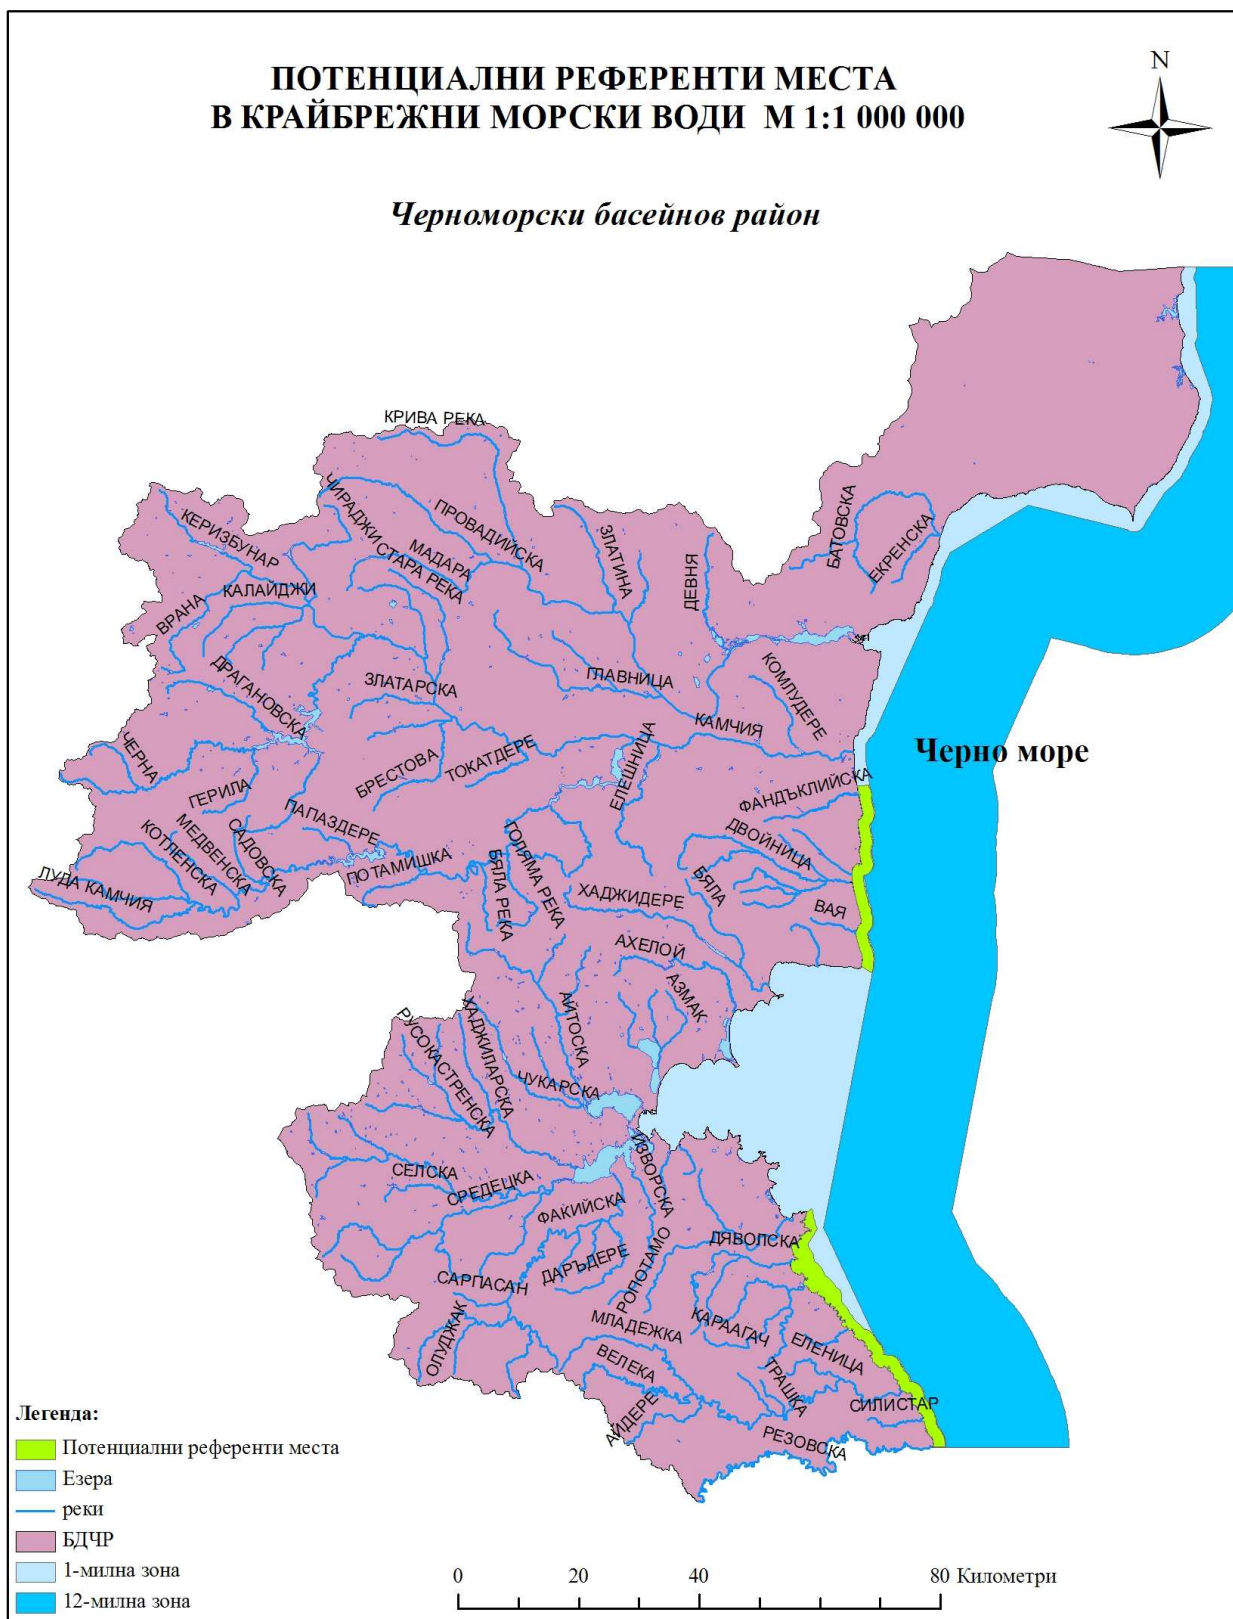 ПОТЕНЦИАЛНИ РЕФЕРЕНТИ МЕСТА
В КРАЙБРЕЖНИ МОРСКИ ВОДИ М 1:1 000 000
N
Черноморски басейнов район
КРИВА РЕКА
ЧИРАДЖИ
ПРОВАДИЙСКА
КЕРИЗБУНАР
МАДАРА
СТАРА РЕКА
ЗЛАТИНА
ДЕВНЯ
БАТОВСКА
ЕКРЕНСКА
КАЛАЙДЖИ
ВРАНА
ДРАГАНОВСКА
ЗЛАТАРСКА
ГЛАВНИЦА
КОМПУДЕРЕ
КАМЧИЯ
Черно море
ЧЕРНА
БРЕСТОВА
ТОКАТДЕРЕ
ЕЛЕШНИЦА
ГЕРИЛА
ФАНДЪКЛИЙСКА
ПАПАЗДЕРЕ
САДОВСКА
МЕДВЕНСКА
КОТЛЕНСКА
ДВОЙНИЦА
ПОТАМИШКА
ГОЛЯМА РЕКА
БЯЛА РЕКА
ЛУДА КАМЧИЯ
ХАДЖИДЕРЕ
БЯЛА
ВАЯ
АХЕЛОЙ
АЗМАК
АЙТОСКА
РУСОКАСТРЕНСКА
ХАДЖИЛАРСКА
ЧУКАРСКА
ИЗВОРСКА
СЕЛСКА
СРЕДЕЦКА
ФАКИЙСКА
ДЯВОЛСКА
ДАРЪДЕРЕ
РОПОТАМО
САРПАСАН
ОЛУДЖАК
МЛАДЕЖКА
КАРААГАЧ
ЕЛЕНИЦА
ВЕЛЕКА
ТРАШКА
АЙДЕРЕ
СИЛИСТАР
РЕЗОВСКА
Легенда:
Потенциални референти места
Езера
реки
БДЧР
1-милна зона
12-милна зона
0 20 40 80 Километри